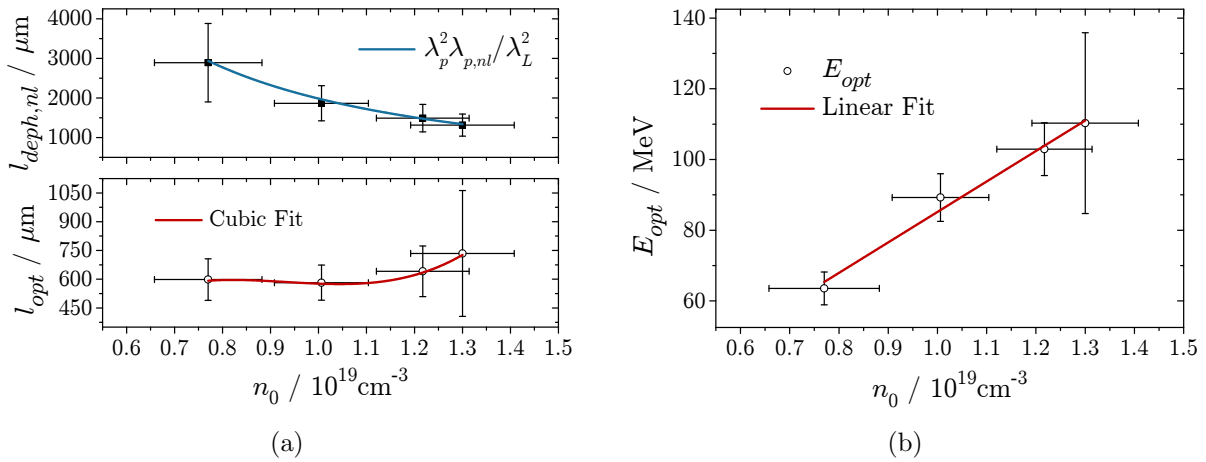 4000
3000
2000
1000
l_{deph,nl} / μm
λ_p^2 λ_{p,nl}/λ_L^2
1050
900
750
600
450
l_{opt} / μm
Cubic Fit
0.6 0.7 0.8 0.9 1.0 1.1 1.2 1.3 1.4 1.5
n_0 / 10^{19}cm^{-3}
(a)
140
120
100
80
60
E_{opt} / MeV
E_{opt}
Linear Fit
0.6 0.7 0.8 0.9 1.0 1.1 1.2 1.3 1.4 1.5
n_0 / 10^{19}cm^{-3}
(b)